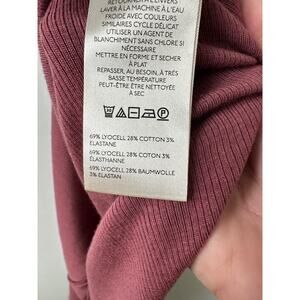 RETOURNER À L'ENVERS
LAVER À LA MACHINE À L'EAU
FROIDE AVEC COULEURS
SIMILAIRES CYCLE DÉLICAT
UTILISER UN AGENT DE
BLANCHIMENT SANS CHLORE SI
NÉCESSAIRE
METTRE EN FORME ET SÉCHER
À PLAT
REPASSER, AU BESOIN, À TRÈS
BASSE TEMPÉRATURE
PEUT-ÊTRE ÊTRE NETTOYÉE
À SEC
69% LYOCELL 28% COTTON 3%
ELASTANE
69% LYOCELL 28% COTON 3%
ÉLASTHANNE
69% LYOCELL 28% BAUMWOLLE
3% ELASTAN